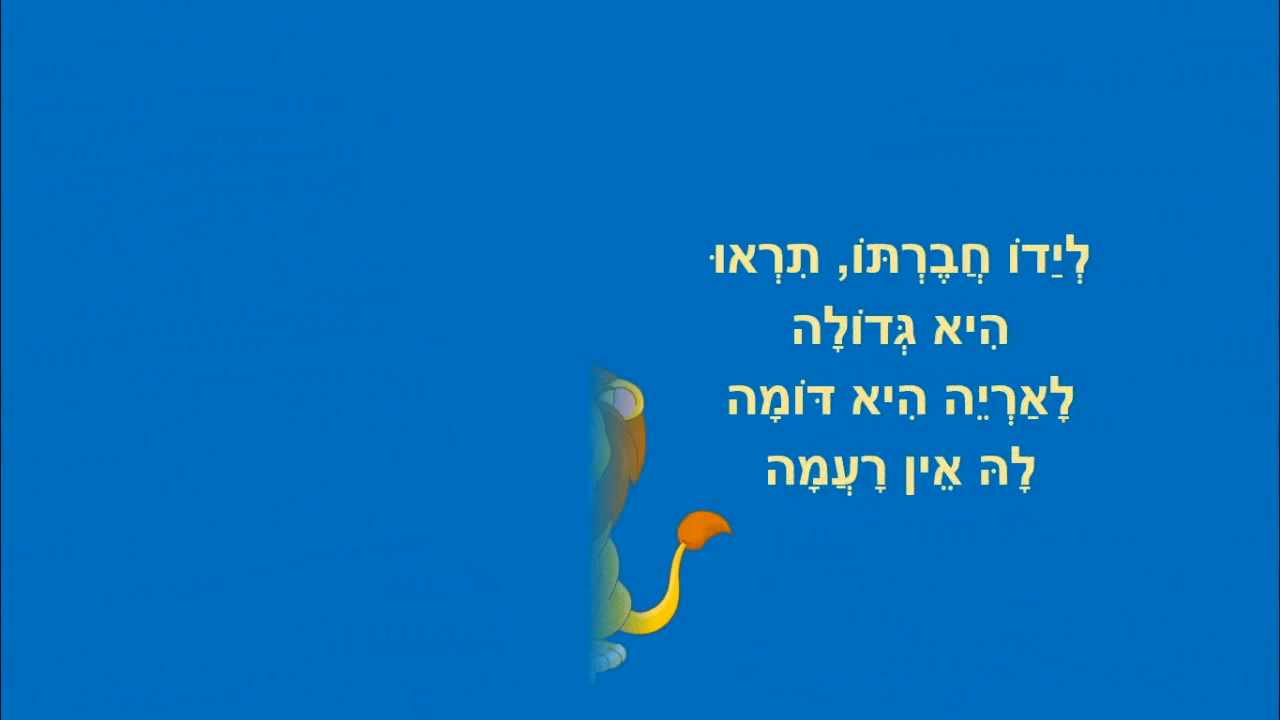 לְיַדוֹ חֲבֶרְתּוֹ, תִרְאוּ
הִיא גְּדוֹלָה
לָאַרְיֵה הִיא דּוֹמָה
לָהּ אֵין רָעֲמָה